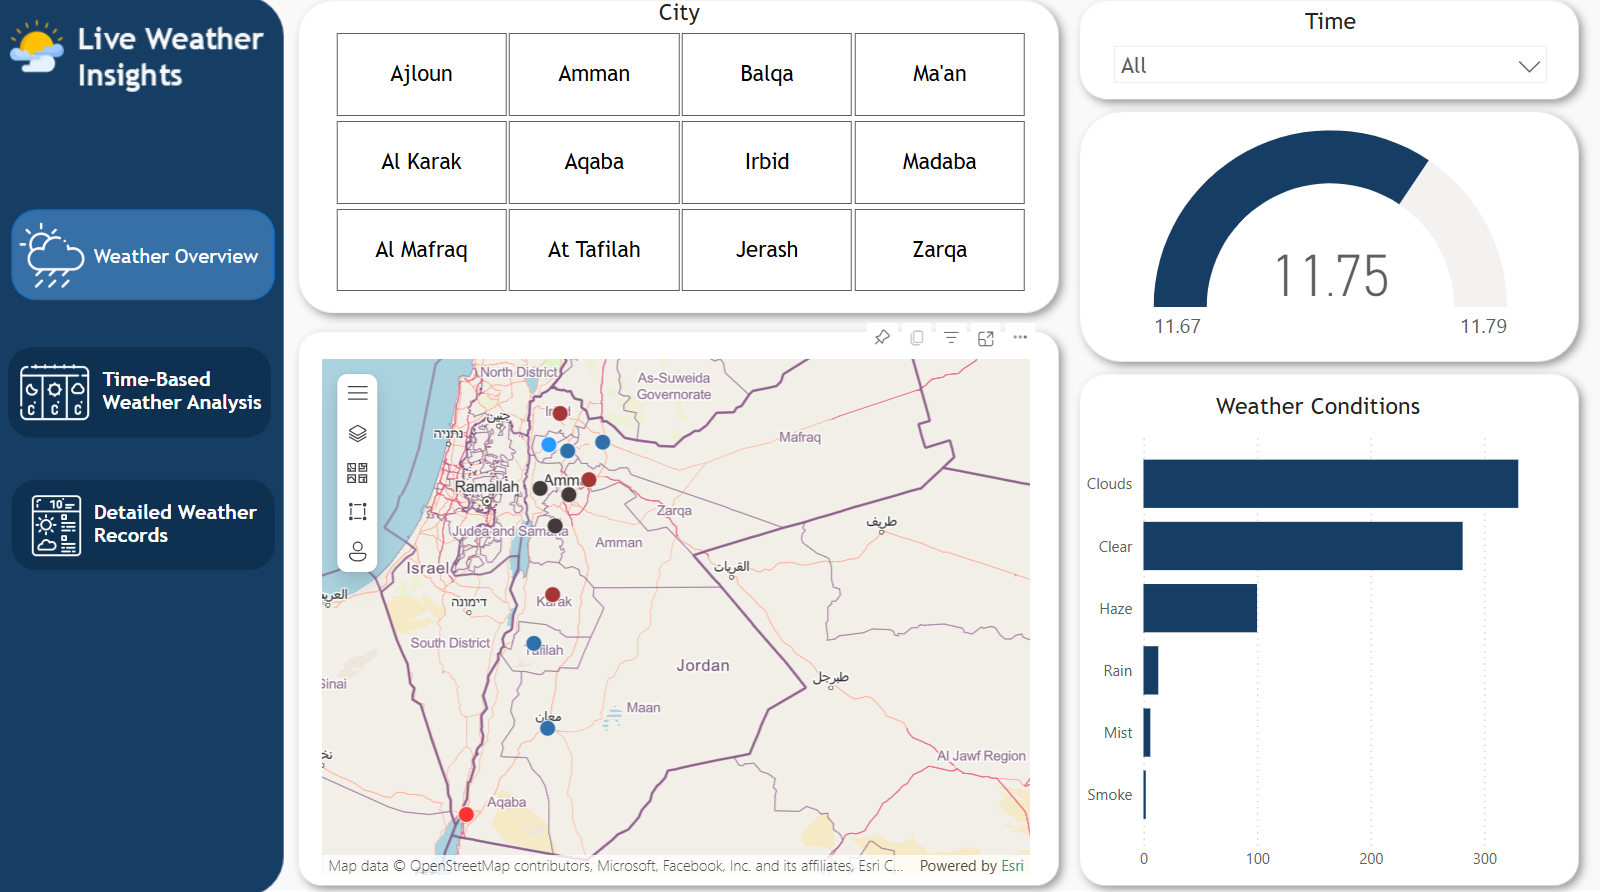 Live Weather
Insights
Weather Overview
Time-Based
Weather Analysis
10
C C C
Detailed Weather
Records
City
Ajloun
Amman
Balqa
Ma'an
Al Karak
Aqaba
Irbid
Madaba
Al Mafraq
At Tafilah
Jerash
Zarqa
Time
All
11.75
11.67
11.79
North District
As-Suweida
Governorate
جنين
נתניה
Mafraq
Ramallah
Amm
Zarqa
Judea and Sama
Amman
طريف
Israel
القريات
דימונה
Karak
South District
Tafilah
Jordan
طبرجل
Sinai
Maan
معان
Al Jawf Region
Aqaba
Map data © OpenStreetMap contributors, Microsoft, Facebook, Inc. and its affiliates, Esri C...
Powered by Esri
Weather Conditions
Clouds
Clear
Haze
Rain
Mist
Smoke
0
100
200
300